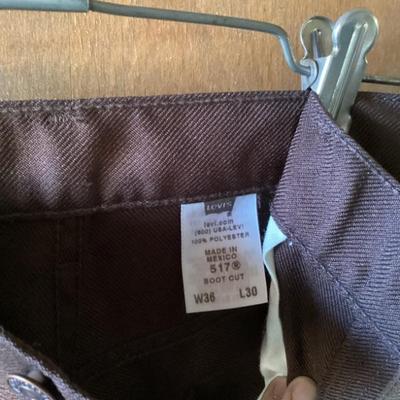 Levi's
levi.com
(800) USA-LEVI
100% POLYESTER
MADE IN
MEXICO
517®
BOOT CUT
W36 L30